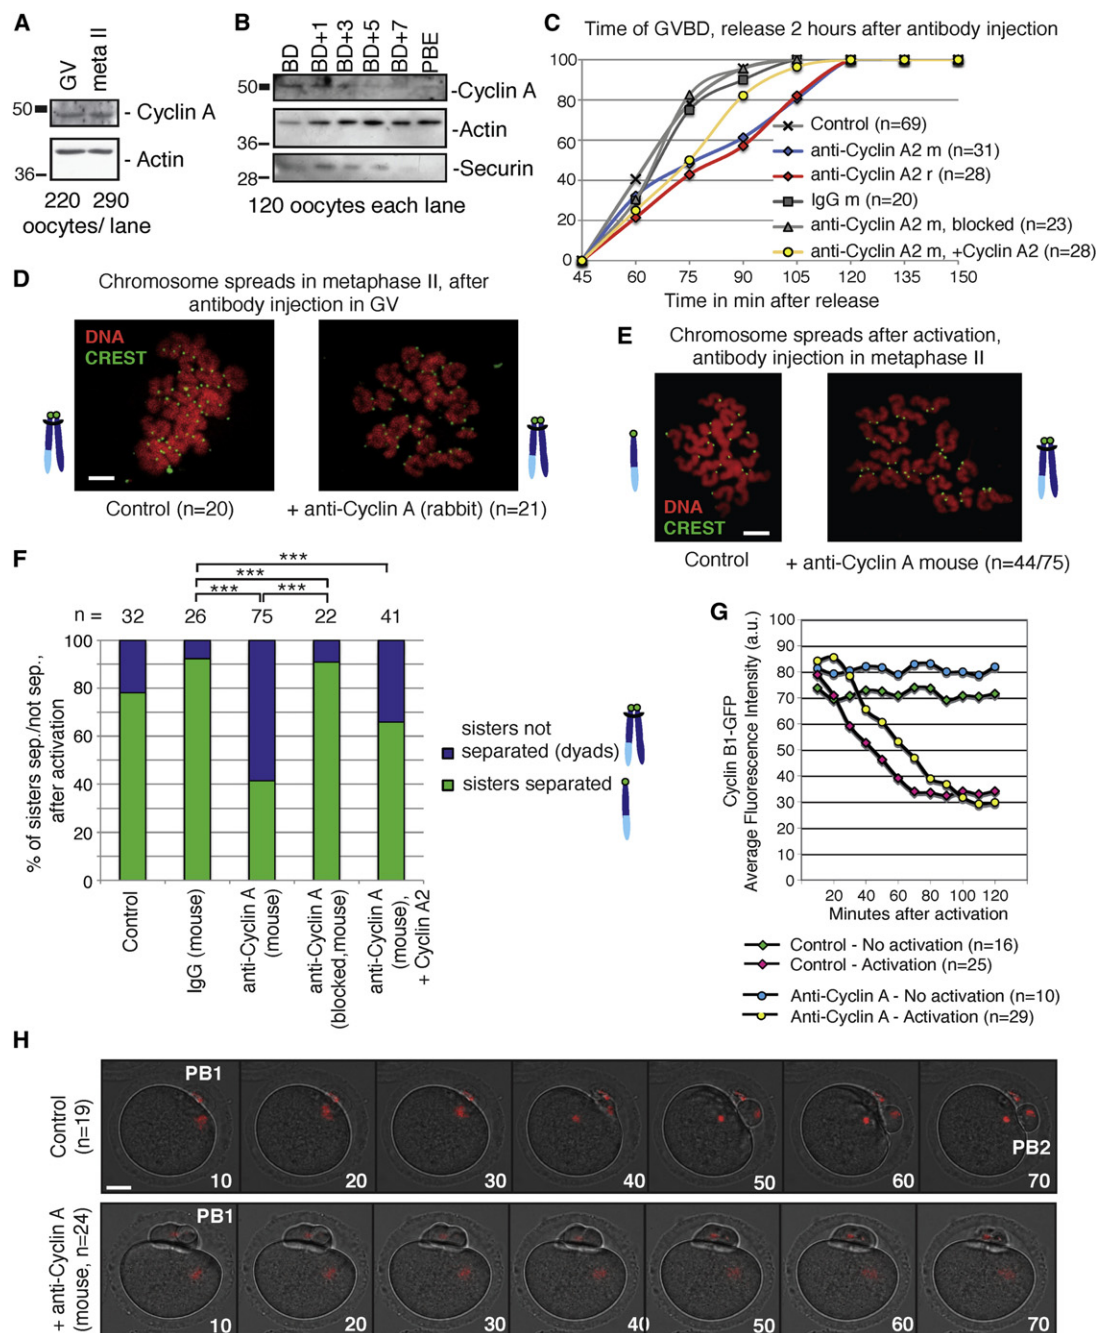 A
GV
meta II
50
- Cyclin A
- Actin
36
220 290
oocytes/ lane
B
BD
BD+1
BD+3
BD+5
BD+7
PBE
50
-Cyclin A
-Actin
36
-Securin
28
120 oocytes each lane
C
Time of GVBD, release 2 hours after antibody injection
100
80
60
40
20
0
45 60 75 90 105 120 135 150
Time in min after release
Control (n=69)
anti-Cyclin A2 m (n=31)
anti-Cyclin A2 r (n=28)
IgG m (n=20)
anti-Cyclin A2 m, blocked (n=23)
anti-Cyclin A2 m, +Cyclin A2 (n=28)
D
Chromosome spreads in metaphase II, after
antibody injection in GV
DNA
CREST
Control (n=20)
+ anti-Cyclin A (rabbit) (n=21)
E
Chromosome spreads after activation,
antibody injection in metaphase II
DNA
CREST
Control
+ anti-Cyclin A mouse (n=44/75)
F
***
***
*** ***
n = 32 26 75 22 41
% of sisters sep./not sep.,
after activation
100
80
60
40
20
0
Control
IgG (mouse)
anti-Cyclin A
(mouse)
anti-Cyclin A
(blocked,mouse)
anti-Cyclin A
(mouse),
+ Cyclin A2
sisters not
separated (dyads)
sisters separated
G
Cyclin B1-GFP
Average Fluorescence Intensity (a.u.)
100
90
80
70
60
50
40
30
20
10
0
20 40 60 80 100 120
Minutes after activation
Control - No activation (n=16)
Control - Activation (n=25)
Anti-Cyclin A - No activation (n=10)
Anti-Cyclin A - Activation (n=29)
H
Control
(n=19)
PB1
10 20 30 40 50 60 70
PB2
+ anti-Cyclin A
(mouse, n=24)
PB1
10 20 30 40 50 60 70